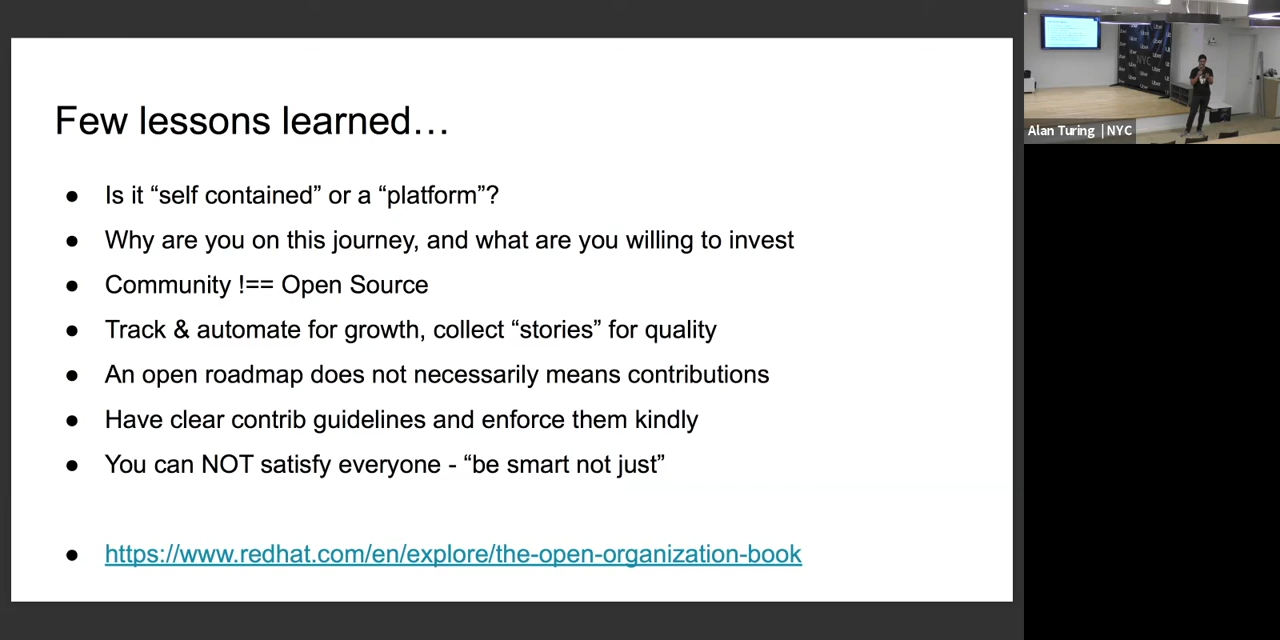 Few lessons learned…
● Is it “self contained” or a “platform”?
● Why are you on this journey, and what are you willing to invest
● Community !== Open Source
● Track & automate for growth, collect “stories” for quality
● An open roadmap does not necessarily means contributions
● Have clear contrib guidelines and enforce them kindly
● You can NOT satisfy everyone - “be smart not just”
● https://www.redhat.com/en/explore/the-open-organization-book
NYC
Uber
Alan Turing | NYC